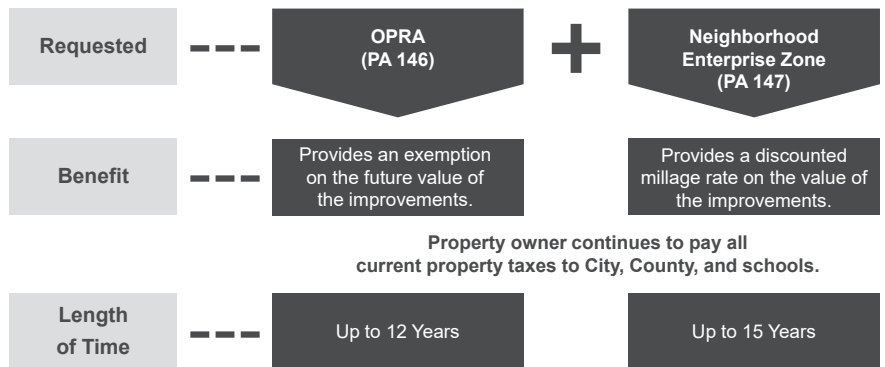 Requested
OPRA
(PA 146)
Neighborhood
Enterprise Zone
(PA 147)
Benefit
Provides an exemption
on the future value of
the improvements.
Provides a discounted
millage rate on the value of
the improvements.
Property owner continues to pay all
current property taxes to City, County, and schools.
Length
of Time
Up to 12 Years
Up to 15 Years